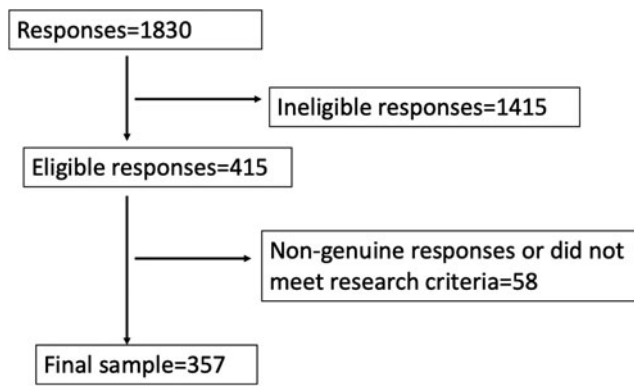 Responses=1830
Ineligible responses=1415
Eligible responses=415
Non-genuine responses or did not
meet research criteria=58
Final sample=357